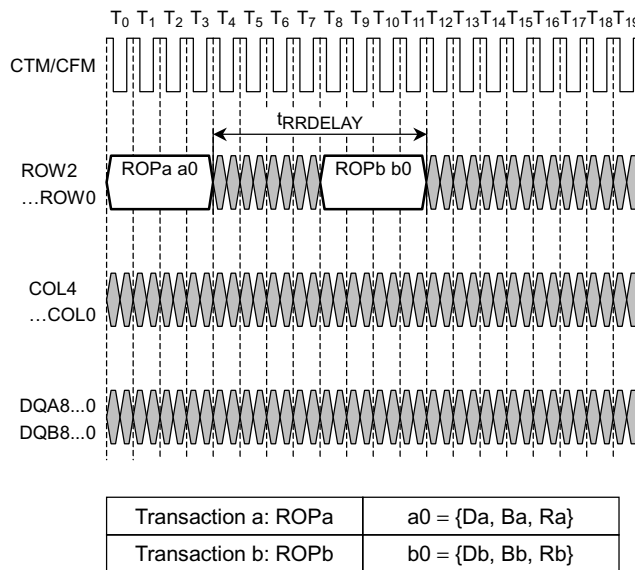 T0 T1 T2 T3 T4 T5 T6 T7 T8 T9 T10 T11 T12 T13 T14 T15 T16 T17 T18 T19
CTM/CFM
tRRDELAY
ROW2
…ROW0
ROPa a0
ROPb b0
COL4
…COL0
DQA8...0
DQB8...0
Transaction a: ROPa a0 = {Da, Ba, Ra}
Transaction b: ROPb b0 = {Db, Bb, Rb}